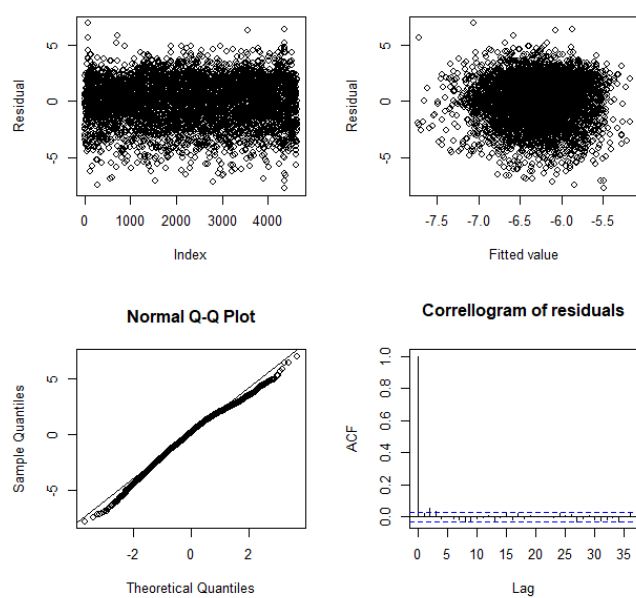 5
0
-5
Residual
0 1000 2000 3000 4000
Index
5
0
-5
Residual
-7.5 -7.0 -6.5 -6.0 -5.5
Fitted value
Normal Q-Q Plot
5
0
-5
Sample Quantiles
-2 0 2
Theoretical Quantiles
Correllogram of residuals
1.0
0.8
0.6
0.4
0.2
0.0
ACF
0 5 10 15 20 25 30 35
Lag